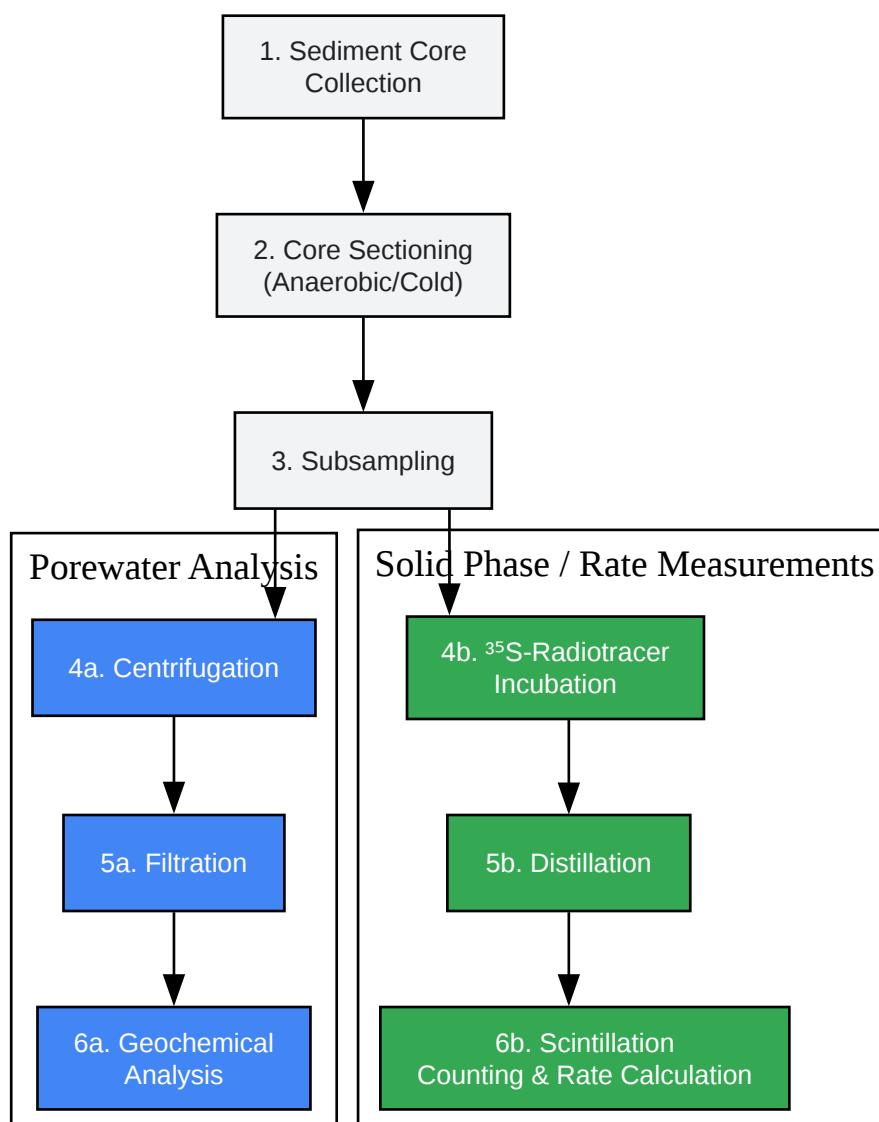 1. Sediment Core
Collection
2. Core Sectioning
(Anaerobic/Cold)
3. Subsampling
Porewater Analysis
4a. Centrifugation
5a. Filtration
6a. Geochemical
Analysis
Solid Phase / Rate Measurements
4b. ³⁵S-Radiotracer
Incubation
5b. Distillation
6b. Scintillation
Counting & Rate Calculation